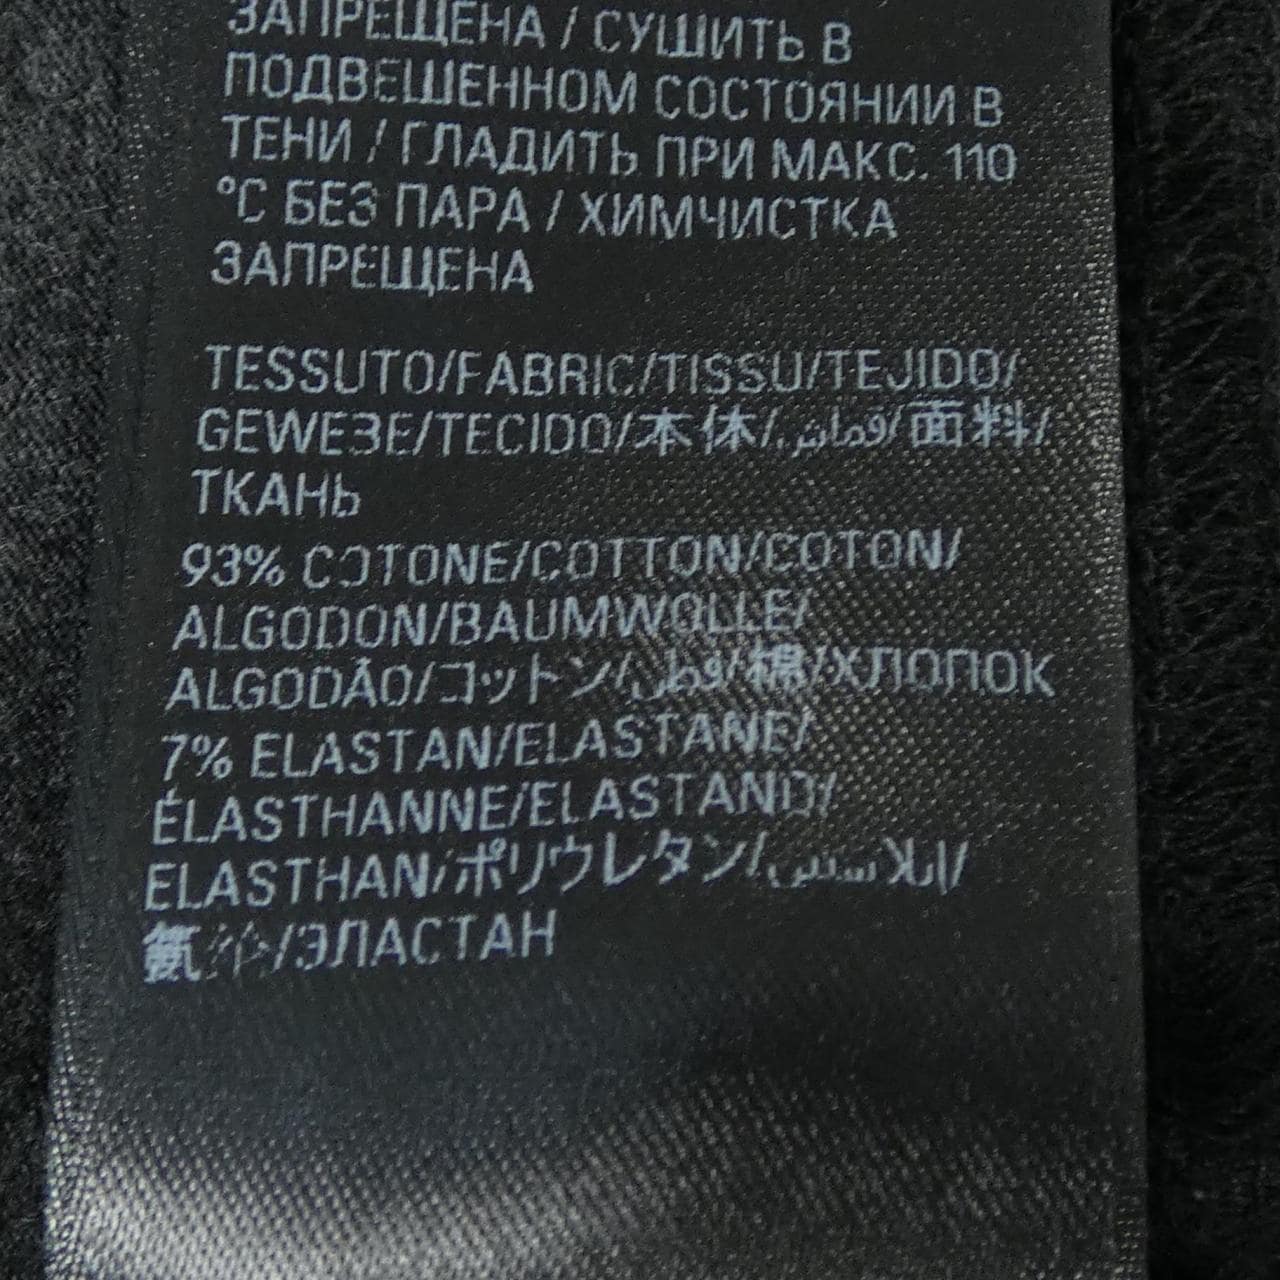 ЗАПРЕЩЕНА / СУШИТЬ В
ПОДВЕШЕННОМ СОСТОЯНИИ В
ТЕНИ / ГЛАДИТЬ ПРИ МАКС. 110
°C БЕЗ ПАРА / ХИМЧИСТКА
ЗАПРЕЩЕНА
TESSUTO/FABRIC/TISSU/TEJIDO/
GEWEBE/TECIDO/本体/قماش/面料/
ТКАНЬ
93% COTONE/COTTON/COTON/
ALGODON/BAUMWOLLE/
ALGODÃO/コットン/قطن/棉/ХЛОПОК
7% ELASTAN/ELASTANE/
ÉLASTHANNE/ELASTANO/
ELASTHAN/ポリウレタン/ايلاستين/
氨纶/ЭЛАСТАН